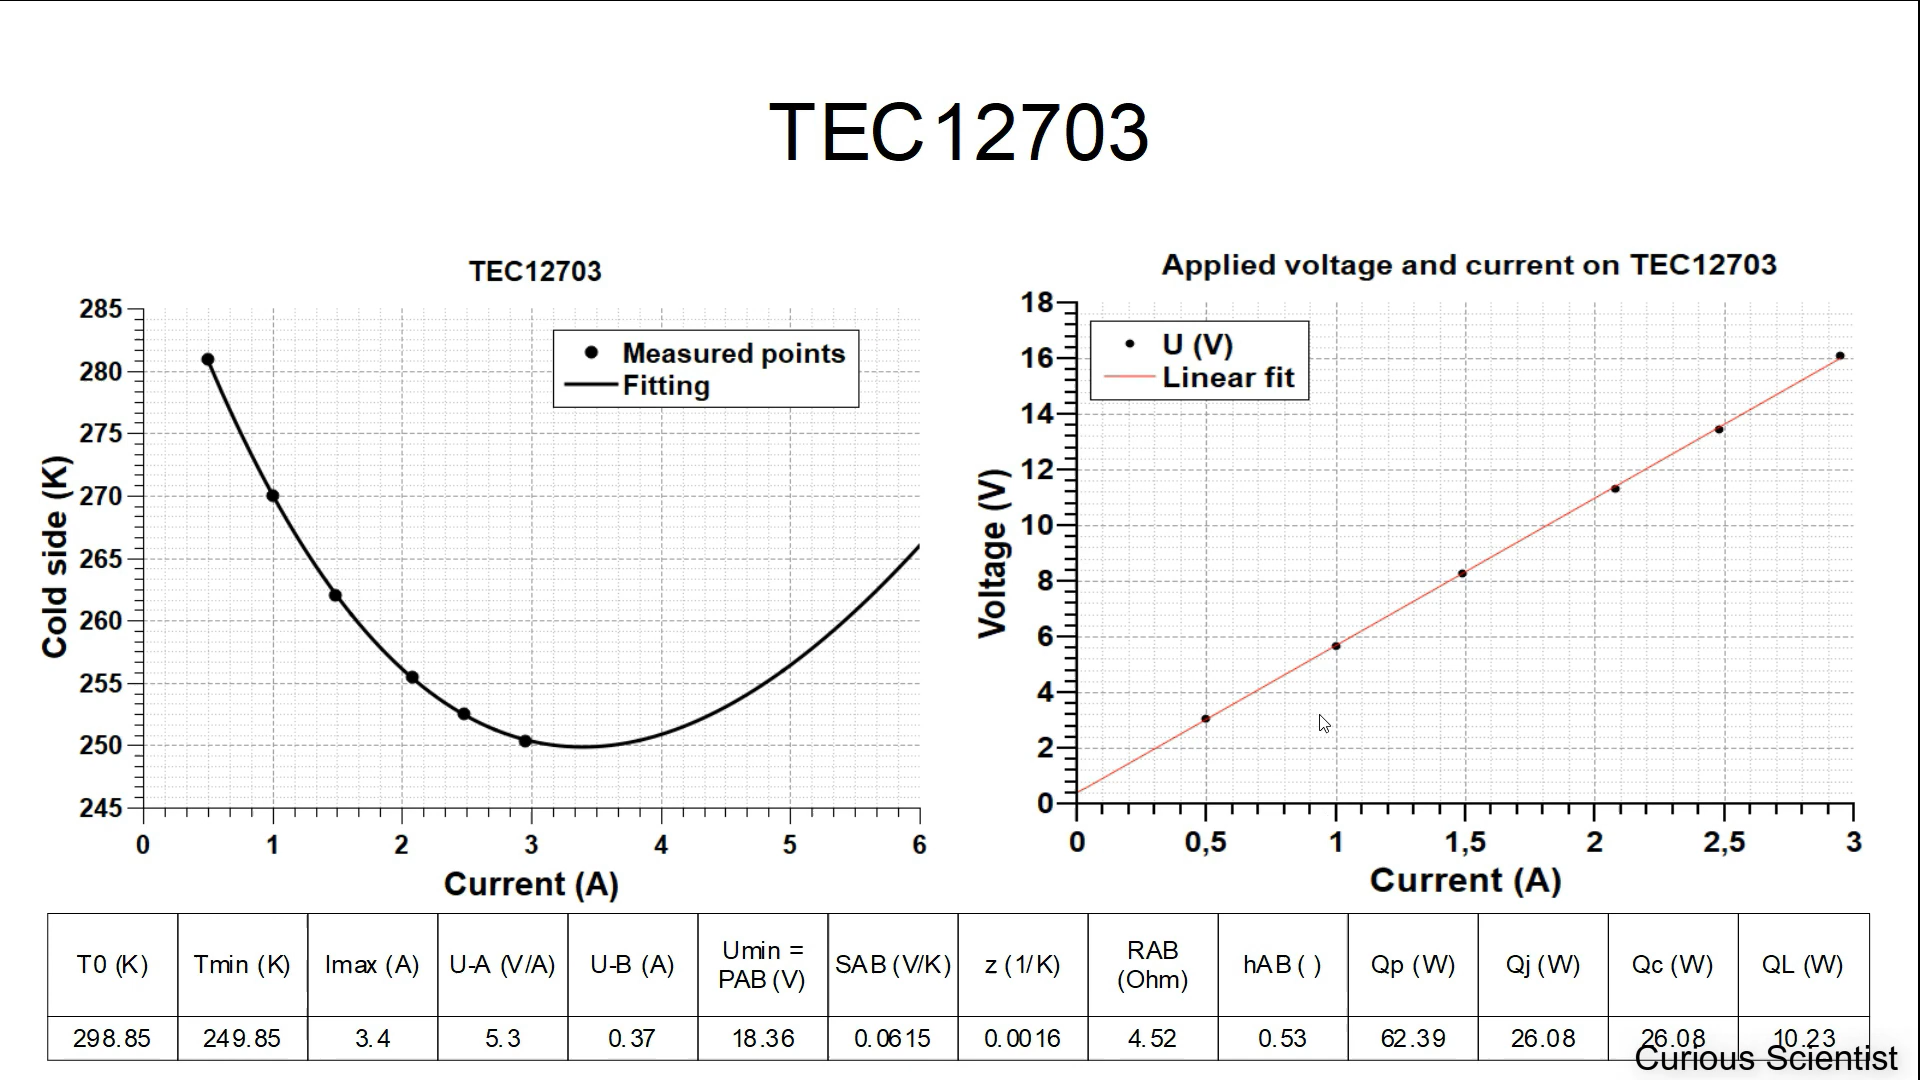 TEC12703
TEC12703
285
280
275
270
265
260
255
250
245
Cold side (K)
Measured points
Fitting
0 1 2 3 4 5 6
Current (A)
Applied voltage and current on TEC12703
18
16
14
12
10
8
6
4
2
0
Voltage (V)
U (V)
Linear fit
0 0,5 1 1,5 2 2,5 3
Current (A)
T0 (K) Tmin (K) Imax (A) U-A (V/A) U-B (A) Umin = PAB (V) SAB (V/K) z (1/K) RAB (Ohm) hAB ( ) Qp (W) Qj (W) Qc (W) QL (W)
298.85 249.85 3.4 5.3 0.37 18.36 0.0615 0.0016 4.52 0.53 62.39 26.08 26.08 10.23
Curious Scientist